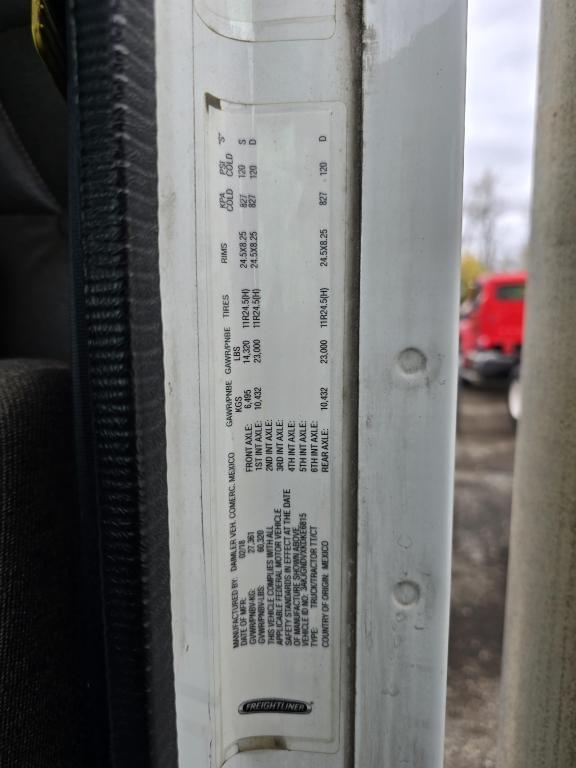 FREIGHTLINER
MANUFACTURED BY: DAIMLER VEH. COMERC. MEXICO
DATE OF MFR: 02/18
GVWR/PNBV-KG: 27,361
GVWR/PNBV-LBS: 60,320
THIS VEHICLE COMPLIES WITH ALL
APPLICABLE FEDERAL MOTOR VEHICLE
SAFETY STANDARDS IN EFFECT AT THE DATE
OF MANUFACTURE SHOWN ABOVE.
VEHICLE ID NO:
TYPE: TRUCK/TRACTOR TT/CT
COUNTRY OF ORIGIN: MEXICO
GAWR/PNBE KGS GAWR/PNBE LBS TIRES RIMS KPA COLD PSI COLD "S"
FRONT AXLE: 6,495 14,320 11R24.5(H) 24.5X8.25 827 120 S
1ST INT AXLE: 10,432 23,000 11R24.5(H) 24.5X8.25 827 120 D
2ND INT AXLE:
3RD INT AXLE:
4TH INT AXLE:
5TH INT AXLE:
6TH INT AXLE:
REAR AXLE: 10,432 23,000 11R24.5(H) 24.5X8.25 827 120 D